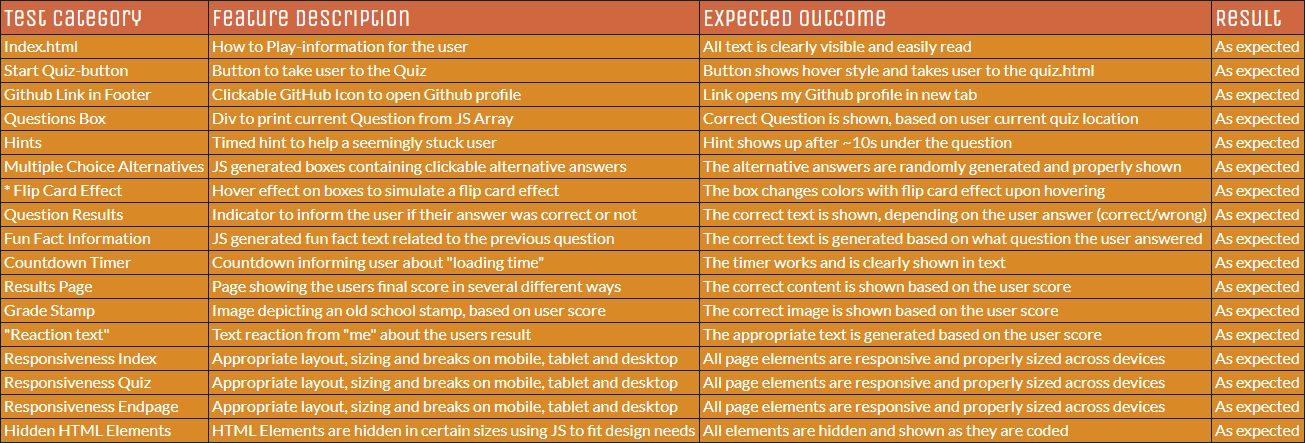 Test Category Feature Description Expected Outcome Result
Index.html How to Play-information for the user All text is clearly visible and easily read As expected
Start Quiz-button Button to take user to the Quiz Button shows hover style and takes user to the quiz.html As expected
Github Link in Footer Clickable GitHub Icon to open Github profile Link opens my Github profile in new tab As expected
Questions Box Div to print current Question from JS Array Correct Question is shown, based on user current quiz location As expected
Hints Timed hint to help a seemingly stuck user Hint shows up after ~10s under the question As expected
Multiple Choice Alternatives JS generated boxes containing clickable alternative answers The alternative answers are randomly generated and properly shown As expected
* Flip Card Effect Hover effect on boxes to simulate a flip card effect The box changes colors with flip card effect upon hovering As expected
Question Results Indicator to inform the user if their answer was correct or not The correct text is shown, depending on the user answer (correct/wrong) As expected
Fun Fact Information JS generated fun fact text related to the previous question The correct text is generated based on what question the user answered As expected
Countdown Timer Countdown informing user about "loading time" The timer works and is clearly shown in text As expected
Results Page Page showing the users final score in several different ways The correct content is shown based on the user score As expected
Grade Stamp Image depicting an old school stamp, based on user score The correct image is shown based on the user score As expected
"Reaction text" Text reaction from "me" about the users result The appropriate text is generated based on the user score As expected
Responsiveness Index Appropriate layout, sizing and breaks on mobile, tablet and desktop All page elements are responsive and properly sized across devices As expected
Responsiveness Quiz Appropriate layout, sizing and breaks on mobile, tablet and desktop All page elements are responsive and properly sized across devices As expected
Responsiveness Endpage Appropriate layout, sizing and breaks on mobile, tablet and desktop All page elements are responsive and properly sized across devices As expected
Hidden HTML Elements HTML Elements are hidden in certain sizes using JS to fit design needs All elements are hidden and shown as they are coded As expected